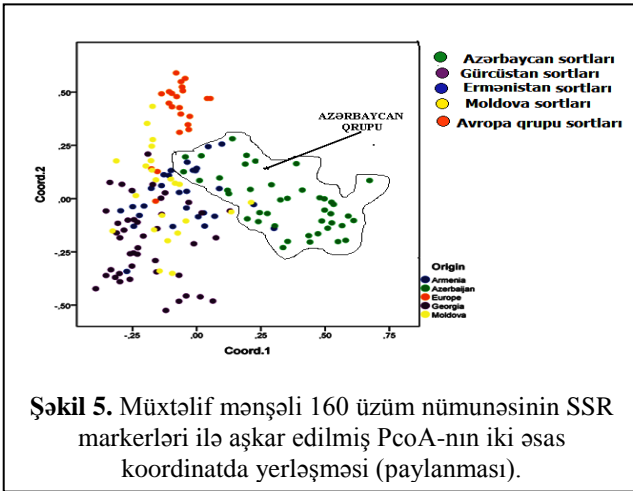 Azərbaycan sortları
Gürcüstan sortları
Ermənistan sortları
Moldova sortları
Avropa qrupu sortları
AZƏRBAYCAN
QRUPU
Coord.2
,50
,25
,00
-,25
-,50
-,25
,00
,25
,50
,75
Coord.1
Origin
Armenia
Azerbaijan
Europe
Georgia
Moldova
Şəkil 5. Müxtəlif mənşəli 160 üzüm nümunəsinin SSR
markerləri ilə aşkar edilmiş PcoA-nın iki əsas
koordinatda yerləşməsi (paylanması).